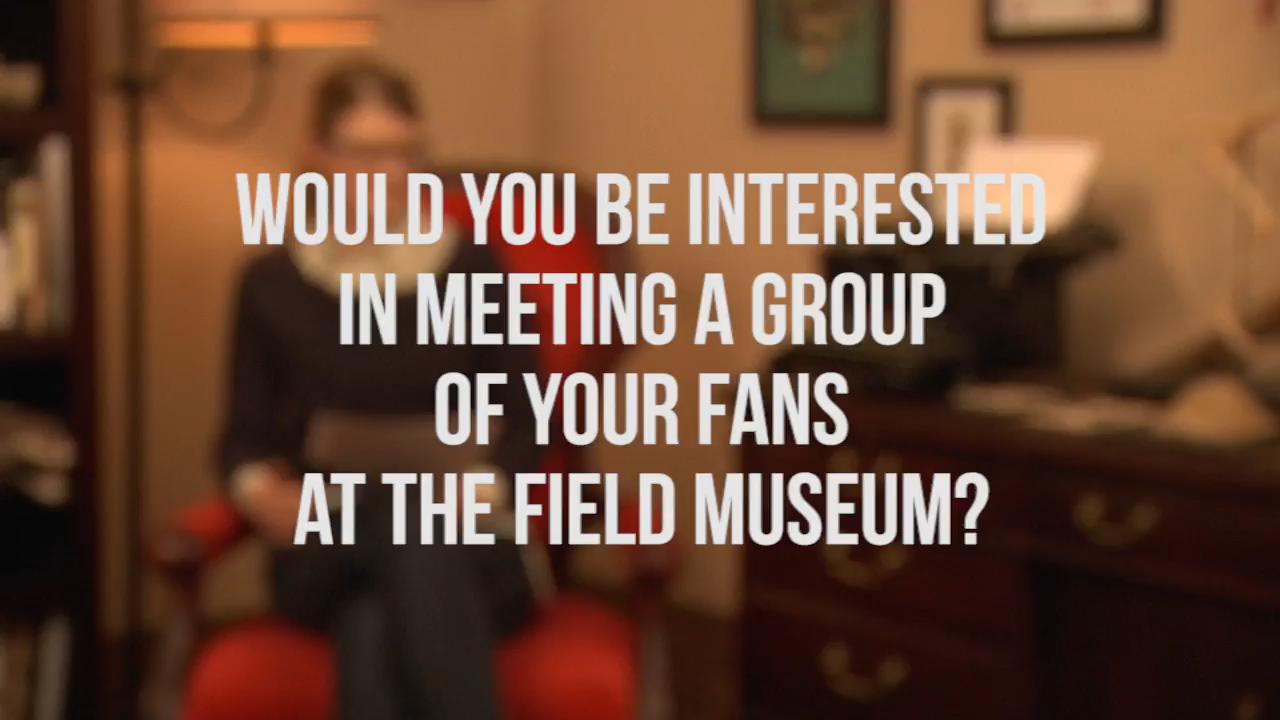 WOULD YOU BE INTERESTED
IN MEETING A GROUP
OF YOUR FANS
AT THE FIELD MUSEUM?